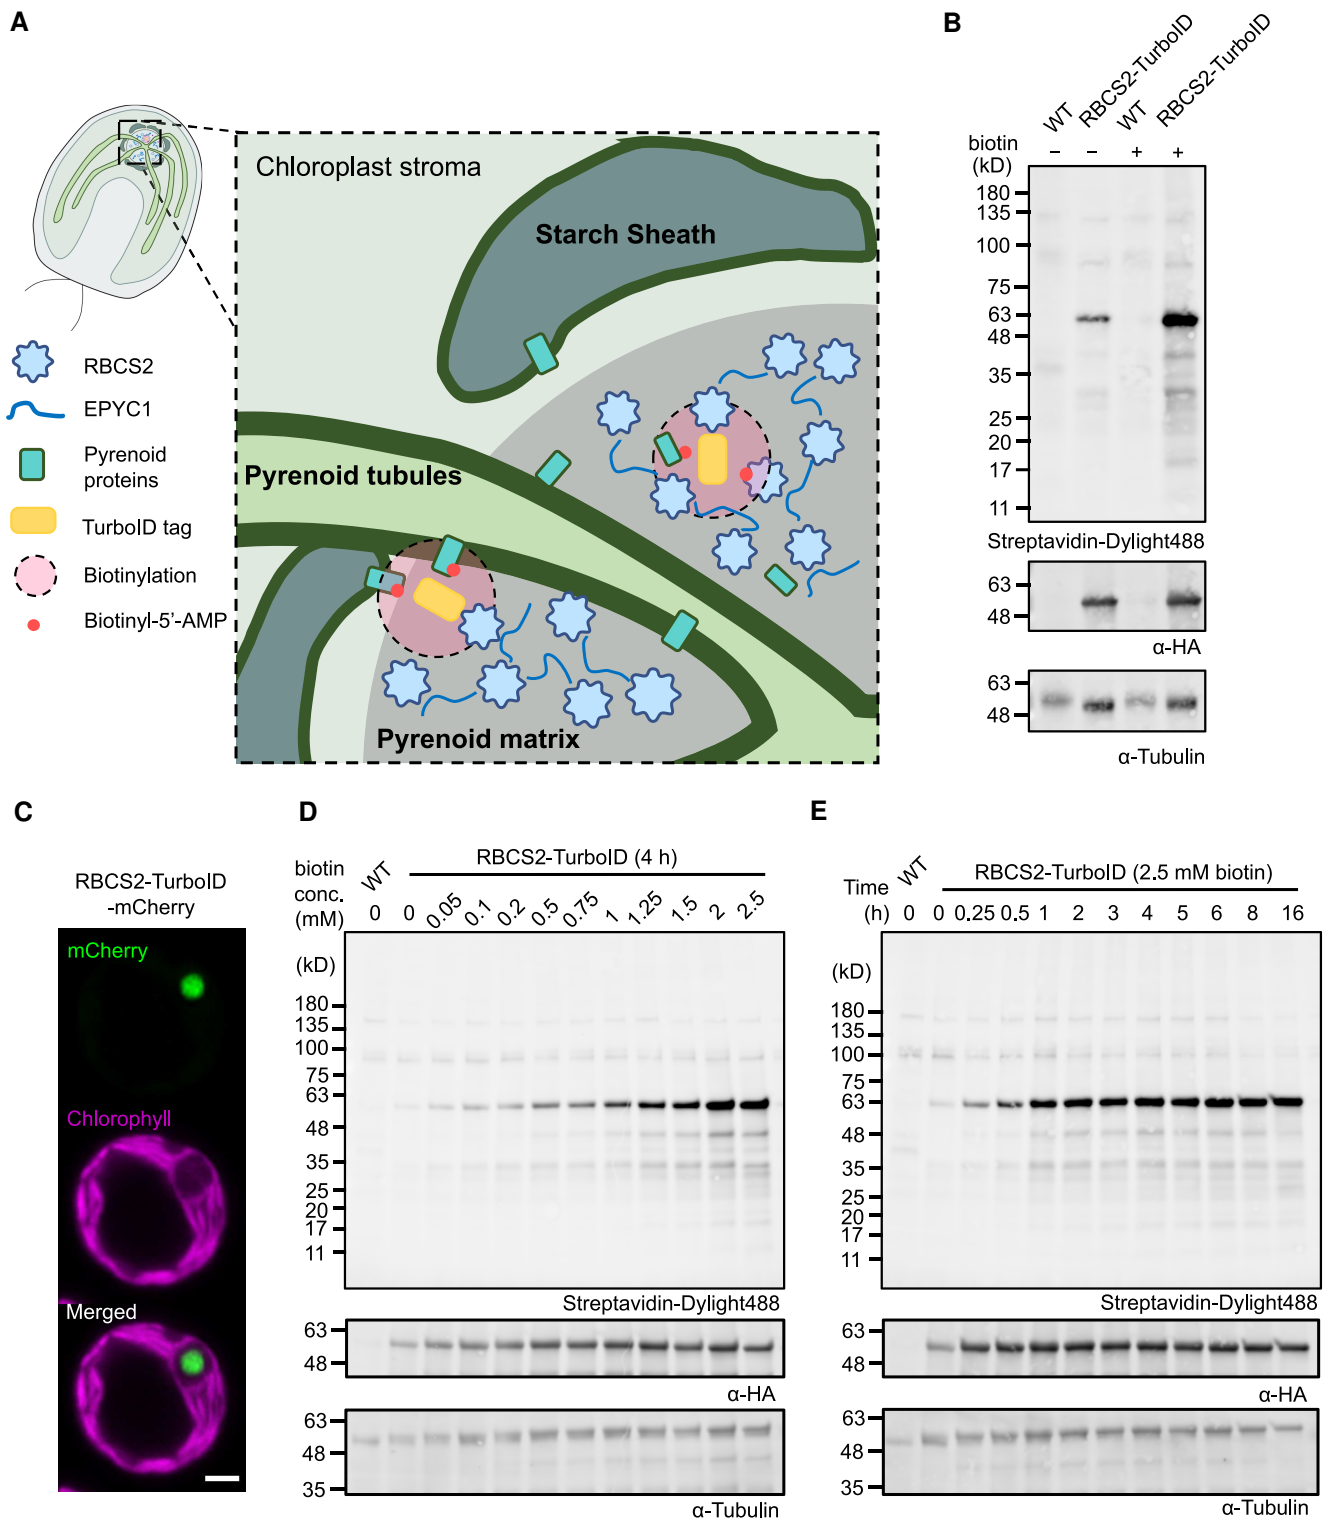 A
Chloroplast stroma
Starch Sheath
Pyrenoid tubules
Pyrenoid matrix
RBCS2
EPYC1
Pyrenoid
proteins
TurboID tag
Biotinylation
Biotinyl-5'-AMP
B
WT
RBCS2-TurboID
WT
RBCS2-TurboID
biotin – – + +
(kD)
180
135
100
75
63
48
35
25
20
17
11
Streptavidin-Dylight488
63
48
α-HA
63
48
α-Tubulin
C
RBCS2-TurboID
-mCherry
mCherry
Chlorophyll
Merged
D
RBCS2-TurboID (4 h)
biotin
conc.
(mM)
WT
0 0 0.05 0.1 0.2 0.5 0.75 1 1.25 1.5 2 2.5
(kD)
180
135
100
75
63
48
35
25
20
17
11
Streptavidin-Dylight488
63
48
α-HA
63
48
35
α-Tubulin
E
RBCS2-TurboID (2.5 mM biotin)
WT
Time
(h) 0 0 0.25 0.5 1 2 3 4 5 6 8 16
(kD)
180
135
100
75
63
48
35
25
20
17
11
Streptavidin-Dylight488
63
48
α-HA
63
48
35
α-Tubulin